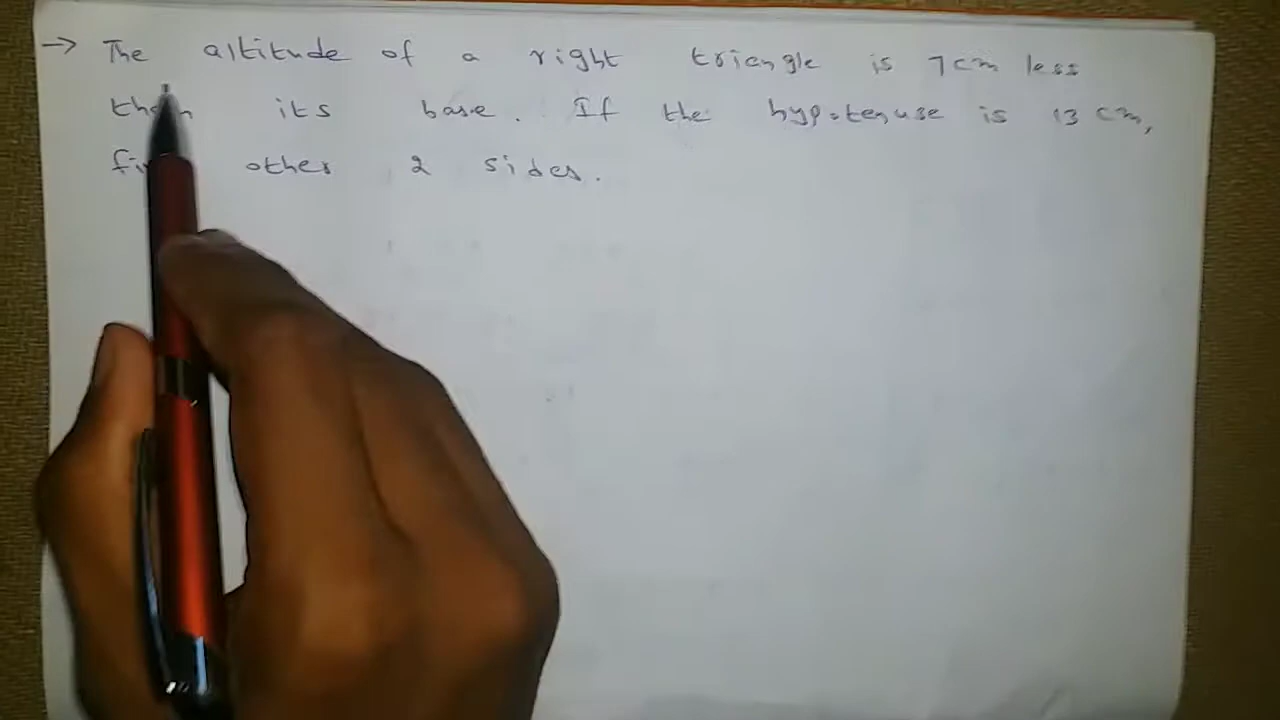 → The altitude of a right triangle is 7cm less
than its base. If the hypotenuse is 13 cm,
other 2 sides.